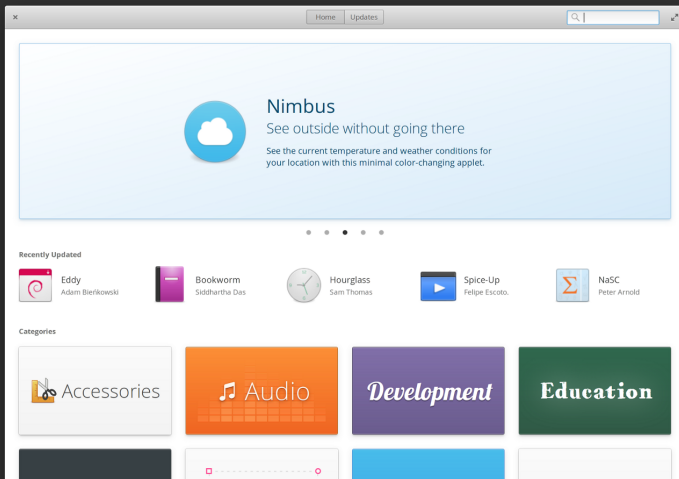 Home
Updates
Nimbus
See outside without going there
See the current temperature and weather conditions for
your location with this minimal color-changing applet.
Recently Updated
Eddy
Adam Bieńkowski
Bookworm
Siddhartha Das
Hourglass
Sam Thomas
Spice-Up
Felipe Escoto.
NaSC
Peter Arnold
Categories
Accessories
Audio
Development
Education